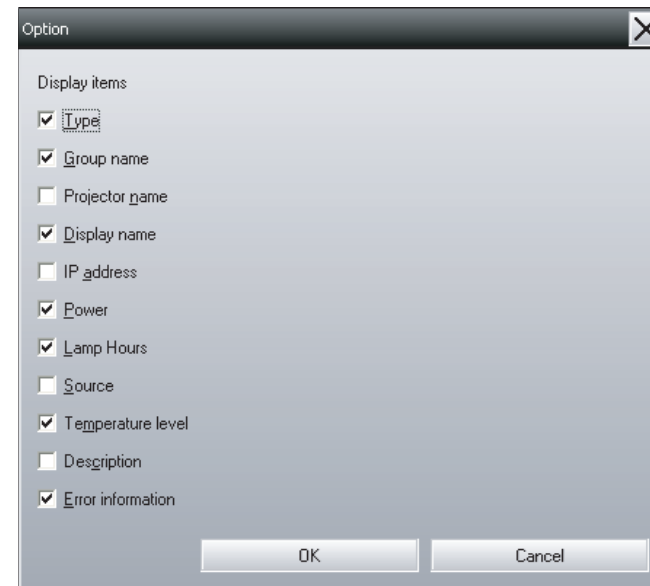 Option
Display items
Type
Group name
Projector name
Display name
IP address
Power
Lamp Hours
Source
Temperature level
Description
Error information
OK Cancel